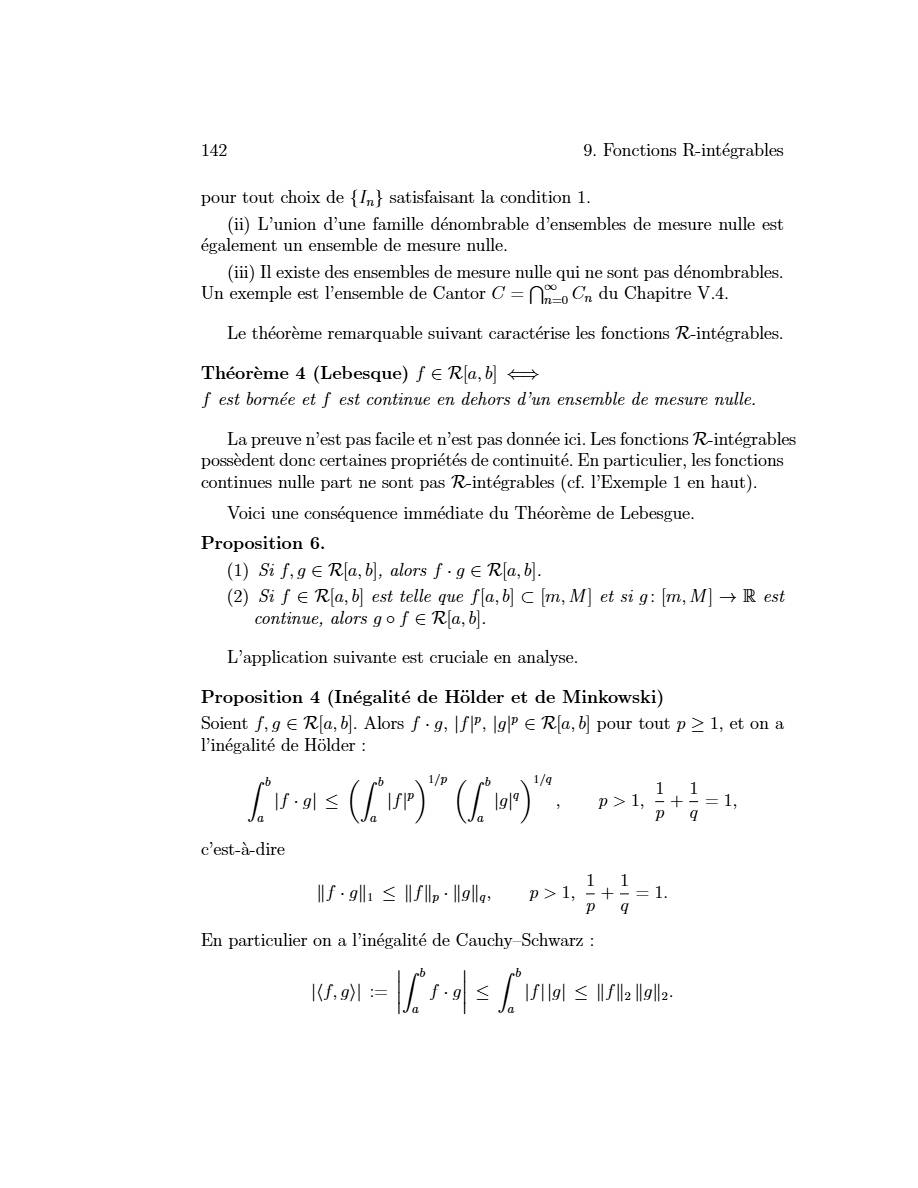 142 9. Fonctions R-intégrables
pour tout choix de {Iₙ} satisfaisant la condition 1.
(ii) L'union d'une famille dénombrable d'ensembles de mesure nulle est
également un ensemble de mesure nulle.
(iii) Il existe des ensembles de mesure nulle qui ne sont pas dénombrables.
Un exemple est l'ensemble de Cantor C = ⋂_{n=0}^{∞} Cₙ du Chapitre V.4.
Le théorème remarquable suivant caractérise les fonctions ℛ-intégrables.
Théorème 4 (Lebesque) f ∈ ℛ[a, b] ⟺
f est bornée et f est continue en dehors d'un ensemble de mesure nulle.
La preuve n'est pas facile et n'est pas donnée ici. Les fonctions ℛ-intégrables
possèdent donc certaines propriétés de continuité. En particulier, les fonctions
continues nulle part ne sont pas ℛ-intégrables (cf. l'Exemple 1 en haut).
Voici une conséquence immédiate du Théorème de Lebesgue.
Proposition 6.
(1) Si f, g ∈ ℛ[a, b], alors f · g ∈ ℛ[a, b].
(2) Si f ∈ ℛ[a, b] est telle que f[a, b] ⊂ [m, M] et si g: [m, M] → ℝ est
continue, alors g ∘ f ∈ ℛ[a, b].
L'application suivante est cruciale en analyse.
Proposition 4 (Inégalité de Hölder et de Minkowski)
Soient f, g ∈ ℛ[a, b]. Alors f · g, |f|ᵖ, |g|ᵖ ∈ ℛ[a, b] pour tout p ≥ 1, et on a
l'inégalité de Hölder :
∫_a^b |f · g| ≤ (∫_a^b |f|^p)^{1/p} (∫_a^b |g|^q)^{1/q}, p > 1, 1/p + 1/q = 1,
c'est-à-dire
‖f · g‖_1 ≤ ‖f‖_p · ‖g‖_q, p > 1, 1/p + 1/q = 1.
En particulier on a l'inégalité de Cauchy–Schwarz :
|⟨f, g⟩| := |∫_a^b f · g| ≤ ∫_a^b |f| |g| ≤ ‖f‖_2 ‖g‖_2.